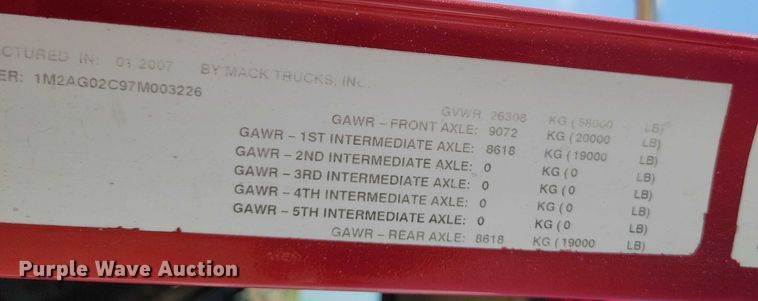 CTURED IN: 01 2007 BY MACK TRUCKS, INC.
ER: 1M2AG02C97M003226
GVWR 26308 KG (58000 LB)
GAWR – FRONT AXLE: 9072 KG (20000 LB)
GAWR – 1ST INTERMEDIATE AXLE: 8618 KG (19000 LB)
GAWR – 2ND INTERMEDIATE AXLE: 0 KG (0 LB)
GAWR – 3RD INTERMEDIATE AXLE: 0 KG (0 LB)
GAWR – 4TH INTERMEDIATE AXLE: 0 KG (0 LB)
GAWR – 5TH INTERMEDIATE AXLE: 0 KG (0 LB)
GAWR – REAR AXLE: 8618 KG (19000 LB)
Purple Wave Auction